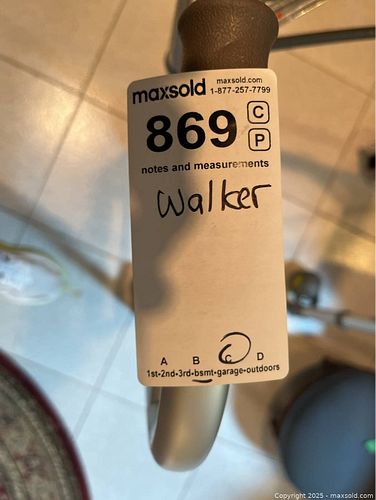 maxsold
maxsold.com
1-877-257-7799
869
C
P
notes and measurements
Walker
A B C D
1st-2nd-3rd-bsmt-garage-outdoors
Copyright © 2025 - maxsold.com